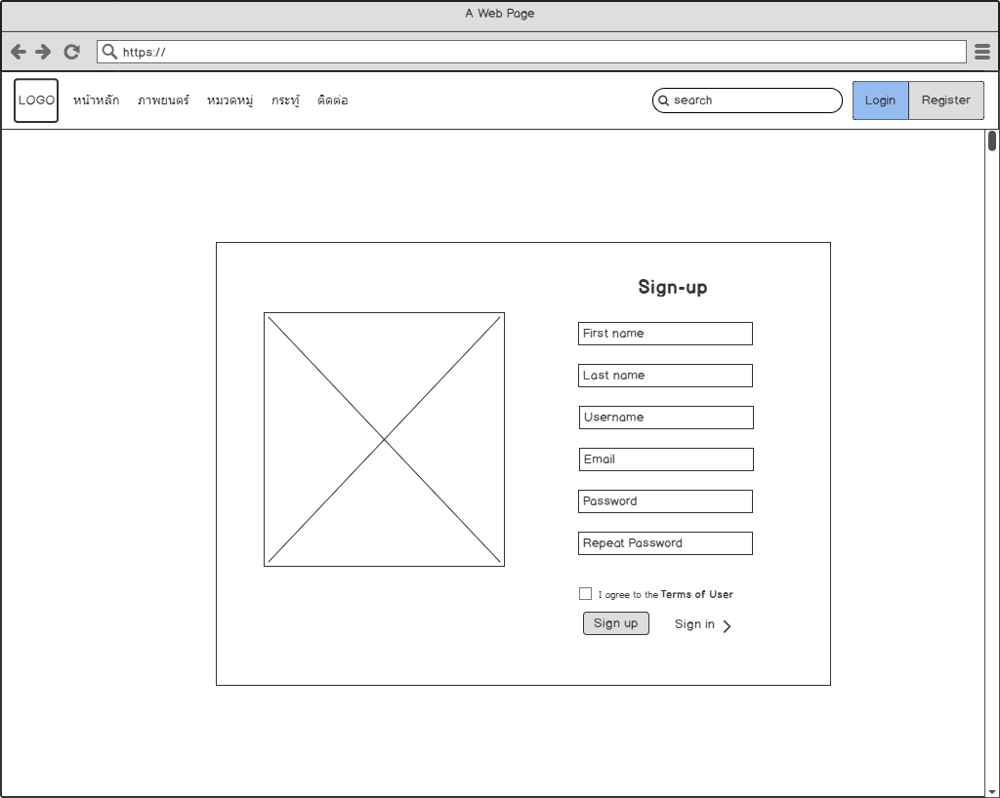 A Web Page
https://
LOGO หน้าหลัก ภาพยนตร์ หมวดหมู่ กระทู้ ติดต่อ search Login Register
Sign-up
First name
Last name
Username
Email
Password
Repeat Password
I agree to the Terms of User
Sign up Sign in